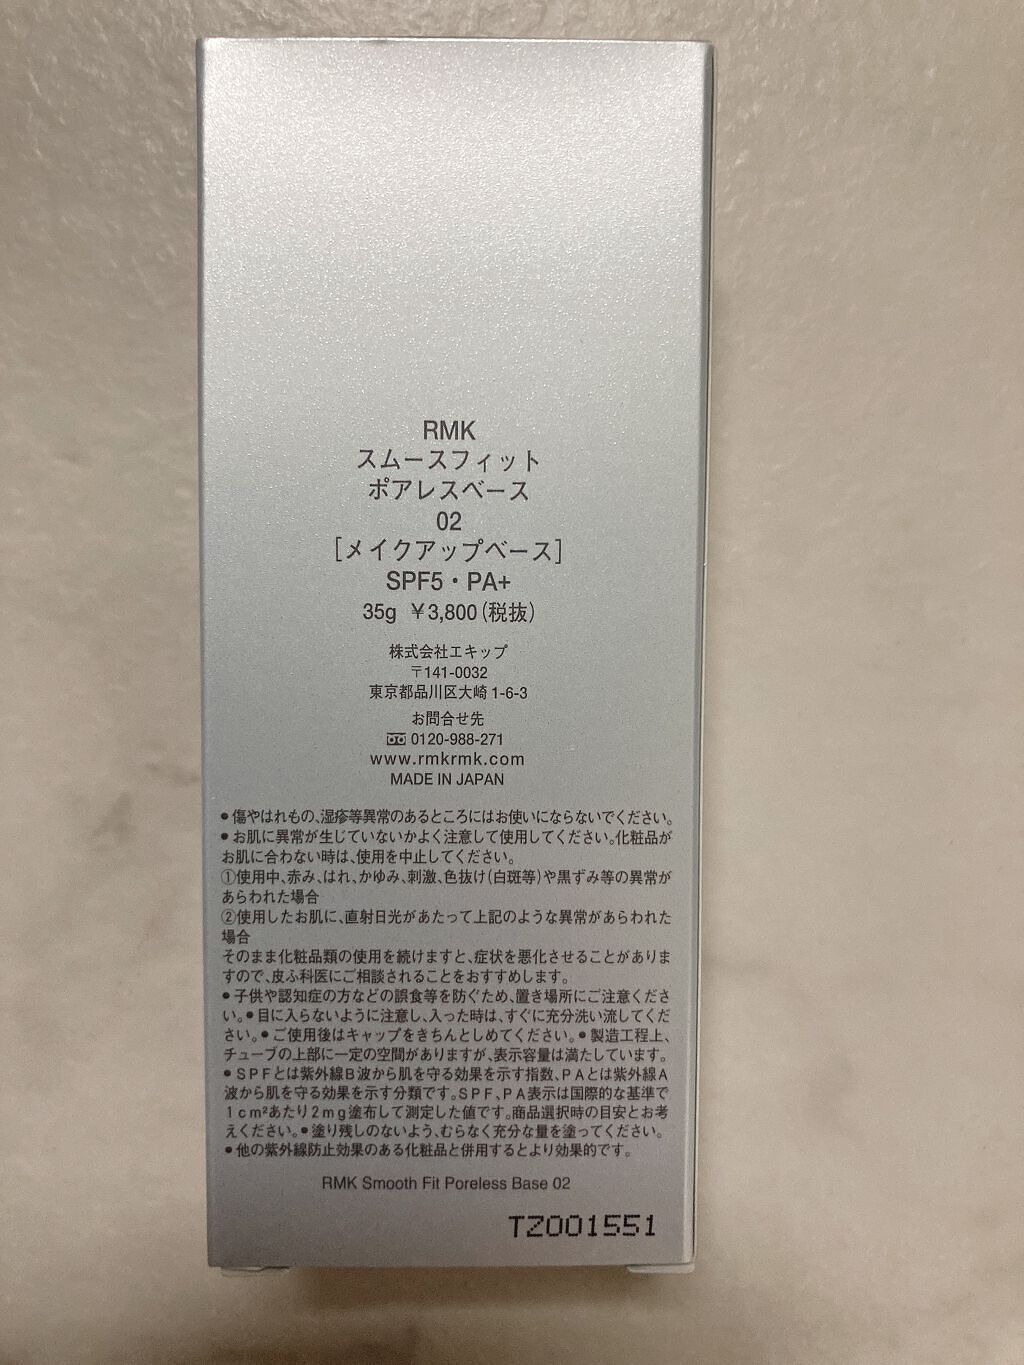 RMK
スムースフィット
ポアレスベース
02
[メイクアップベース]
SPF5・PA+
35g ¥3,800(税抜)
株式会社エキップ
〒141-0032
東京都品川区大崎1-6-3
お問合せ先
0120-988-271
www.rmkrmk.com
MADE IN JAPAN
●傷やはれもの、湿疹等異常のあるところにはお使いにならないでください。
●お肌に異常が生じていないかよく注意して使用してください。化粧品が
お肌に合わない時は、使用を中止してください。
①使用中、赤み、はれ、かゆみ、刺激、色抜け(白斑等)や黒ずみ等の異常が
あらわれた場合
②使用したお肌に、直射日光があたって上記のような異常があらわれた
場合
そのまま化粧品類の使用を続けますと、症状を悪化させることがありま
すので、皮ふ科医にご相談されることをおすすめします。
●子供や認知症の方などの誤食等を防ぐため、置き場所にご注意くださ
い。●目に入らないように注意し、入った時は、すぐに充分洗い流してくだ
さい。●ご使用後はキャップをきちんとしめてください。●製造工程上、
チューブの上部に一定の空間がありますが、表示容量は満たしています。
●SPFとは紫外線B波から肌を守る効果を示す指数、PAとは紫外線A
波から肌を守る効果を示す分類です。SPF、PA表示は国際的な基準で
1cm²あたり2mg塗布して測定した値です。商品選択時の目安とお考
えください。●塗り残しのないよう、むらなく充分な量を塗ってください。
●他の紫外線防止効果のある化粧品と併用するとより効果的です。
RMK Smooth Fit Poreless Base 02
TZ001551